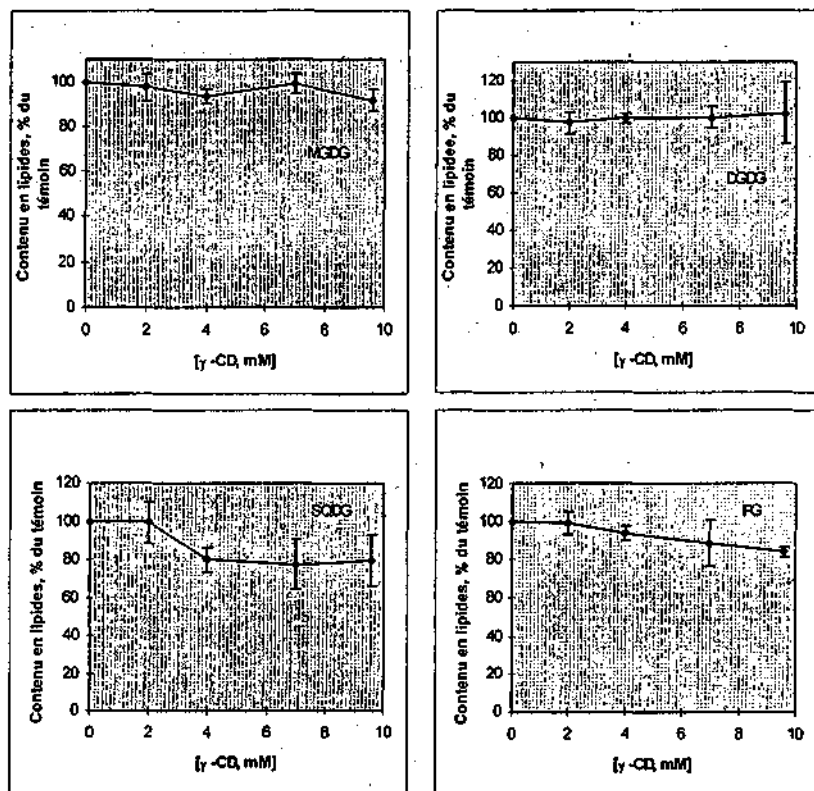 Contenu en lipides, % du
témoin
100
80
60
40
20
0
MGDG
0 2 4 6 8 10
[γ -CD, mM]
Contenu en lipidee, % du
témoin
120
100
80
60
40
20
0
DGDG
0 2 4 6 8 10
[γ -CD, mM]
Contenu en lipides, % du témoin
120
100
80
60
40
20
0
SQDG
0 2 4 6 8 10
[γ -CD, mM]
Contenu en lipides, % du témoin
120
100
80
60
40
20
0
PG
0 2 4 6 8 10
[γ -CD, mM]